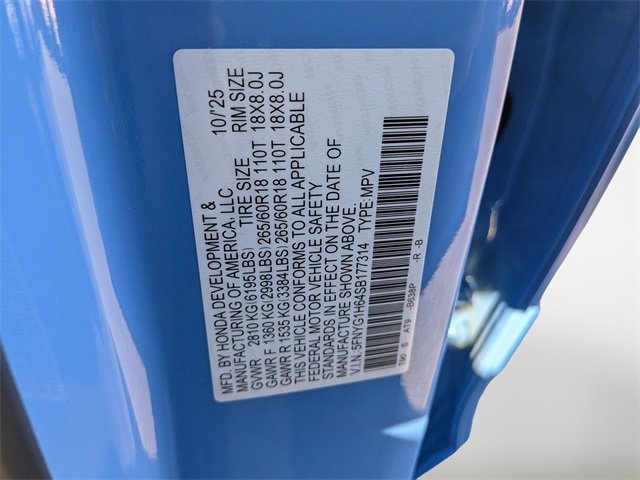 MFD. BY HONDA DEVELOPMENT & 10/'25
MANUFACTURING OF AMERICA, LLC TIRE SIZE RIM SIZE
GVWR 2810KG(6195LBS)
GAWR F 1360 KG(2998LBS)265/60R18 110T 18X8.0J
GAWR R 1535 KG(3384LBS)265/60R18 110T 18X8.0J
THIS VEHICLE CONFORMS TO ALL APPLICABLE
FEDERAL MOTOR VEHICLE SAFETY
STANDARDS IN EFFECT ON THE DATE OF
MANUFACTURE SHOWN ABOVE.
V.I.N. 5FNYG1H64SB177314 TYPE:MPV
S AT9 -B638P -R -B